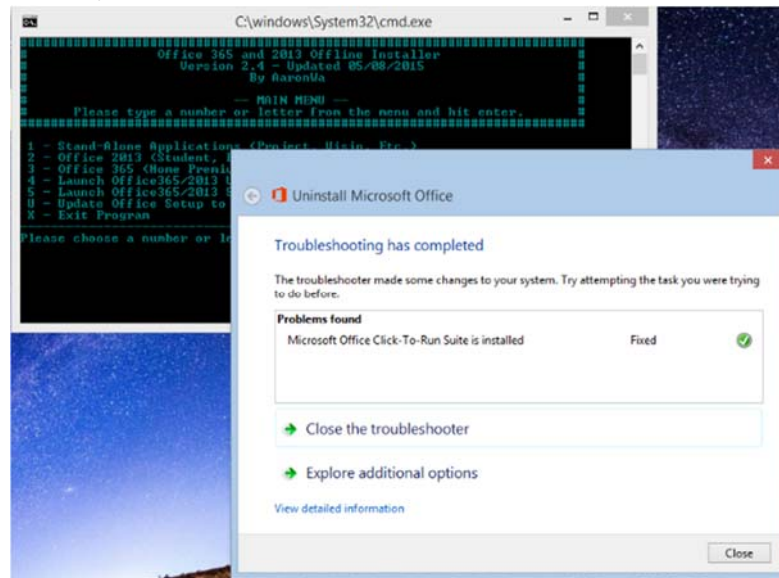 C:\windows\System32\cmd.exe
Office 365 and 2013 Offline Installer
Version 2.4 - Updated 05/08/2015
By AaronWa
-- MAIN MENU --
Please type a number or letter from the menu and hit enter.
1 - Stand-Alone Applications (Project, Visio, Etc.)
2 - Office 2013 (Student,
3 - Office 365 (Home Premiu
4 - Launch Office365/2013 U
5 - Launch Office365/2013 S
U - Update Office Setup to
X - Exit Program
Please choose a number or le
Uninstall Microsoft Office
Troubleshooting has completed
The troubleshooter made some changes to your system. Try attempting the task you were trying
to do before.
Problems found
Microsoft Office Click-To-Run Suite is installed Fixed
Close the troubleshooter
Explore additional options
View detailed information
Close